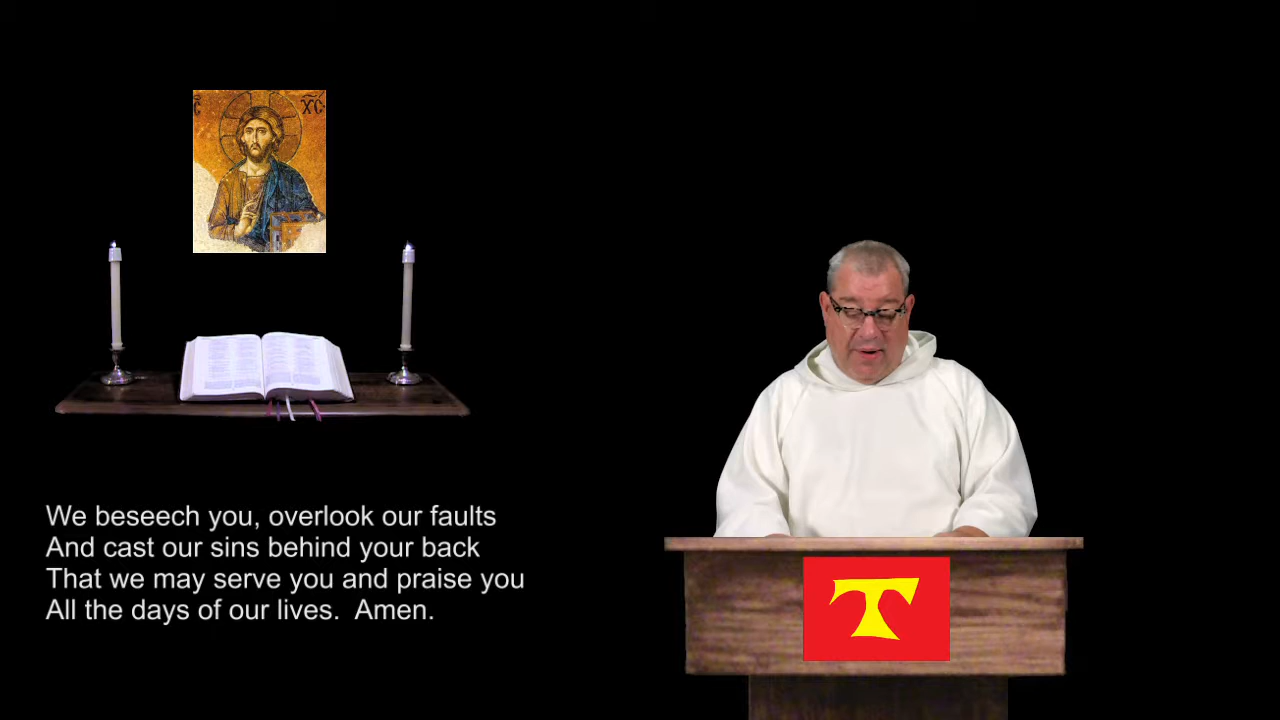 XC
We beseech you, overlook our faults
And cast our sins behind your back
That we may serve you and praise you
All the days of our lives.  Amen.
T